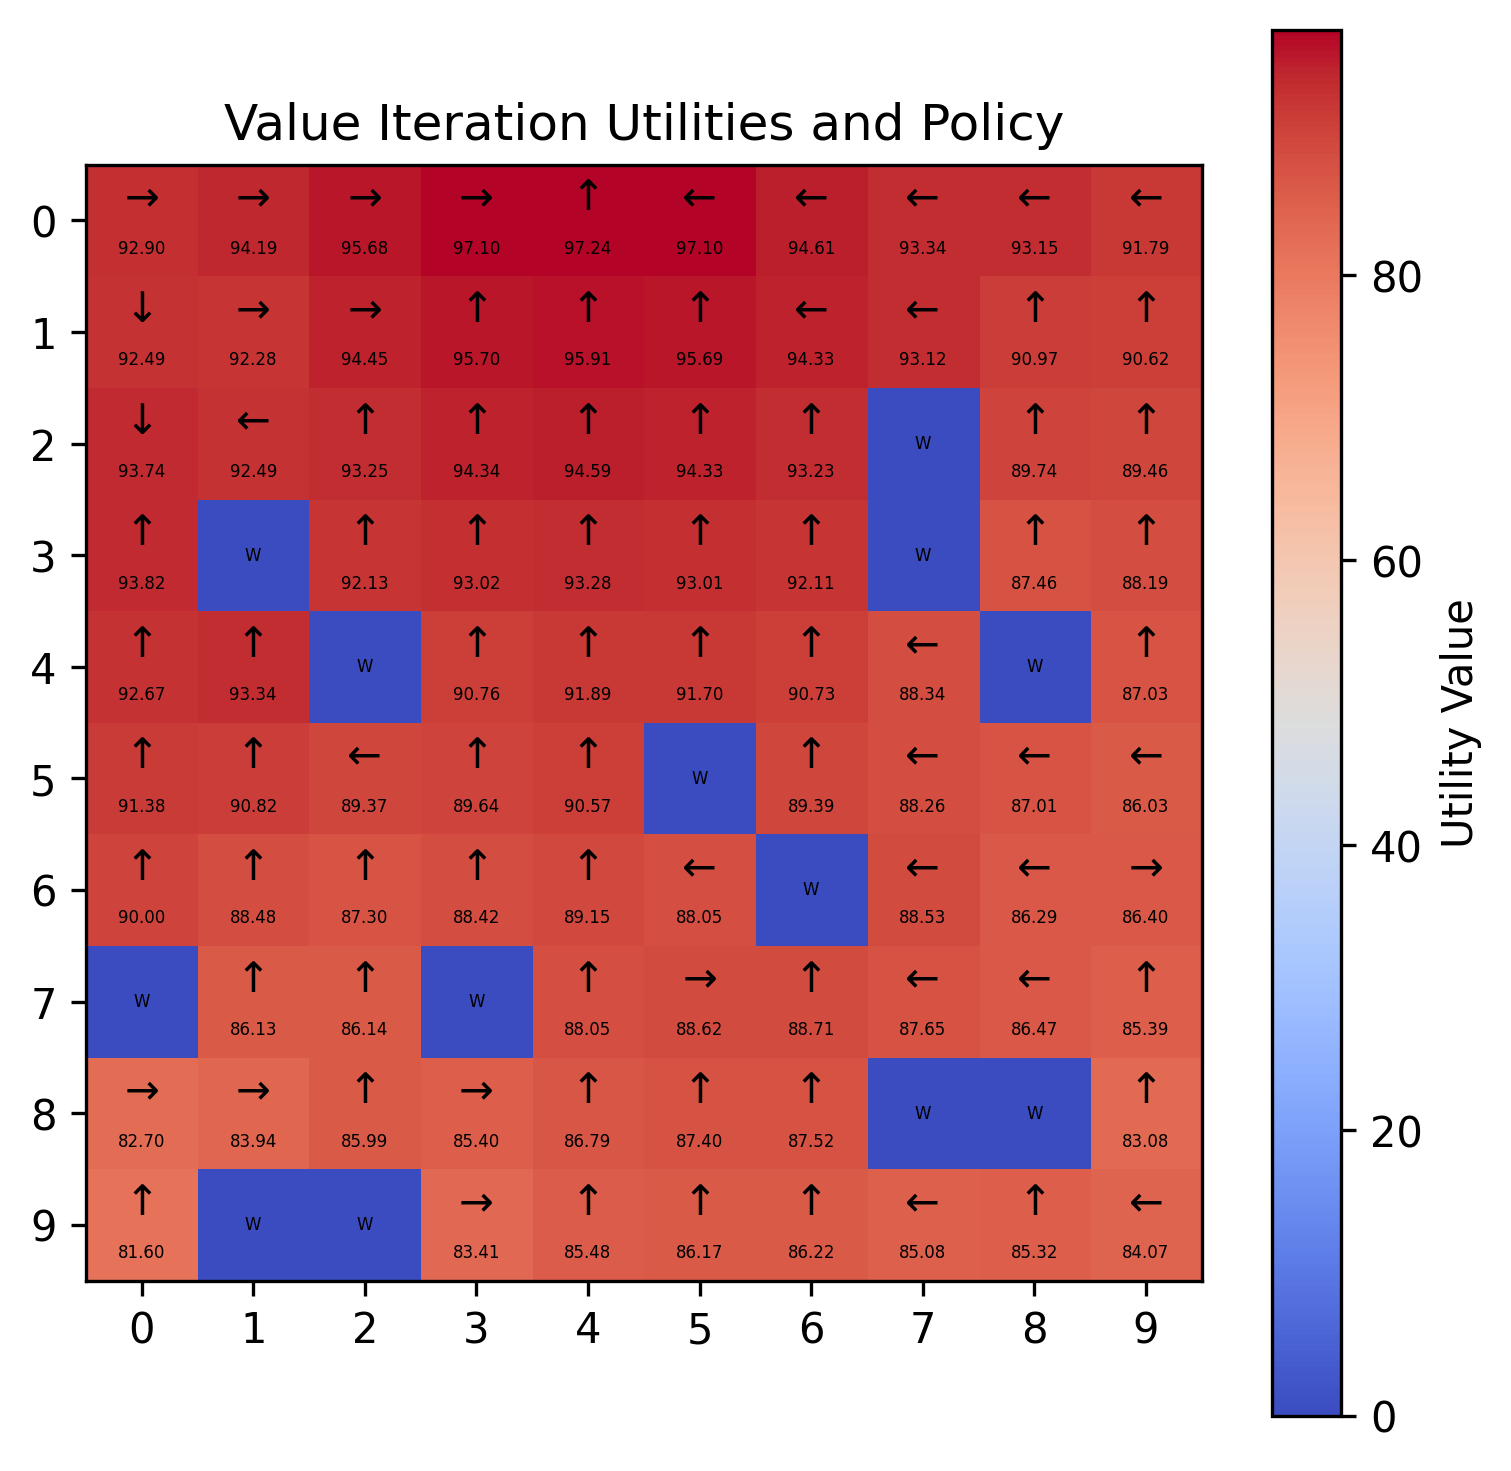 Value Iteration Utilities and Policy
0 → → → → ↑ ← ← ← ← ←
92.90 94.19 95.68 97.10 97.24 97.10 94.61 93.34 93.15 91.79
1 ↓ → → ↑ ↑ ↑ ← ← ↑ ↑
92.49 92.28 94.45 95.70 95.91 95.69 94.33 93.12 90.97 90.62
2 ↓ ← ↑ ↑ ↑ ↑ ↑ W ↑ ↑
93.74 92.49 93.25 94.34 94.59 94.33 93.23 89.74 89.46
3 ↑ W ↑ ↑ ↑ ↑ ↑ W ↑ ↑
93.82 92.13 93.02 93.28 93.01 92.11 87.46 88.19
4 ↑ ↑ W ↑ ↑ ↑ ↑ ← W ↑
92.67 93.34 90.76 91.89 91.70 90.73 88.34 87.03
5 ↑ ↑ ← ↑ ↑ W ↑ ← ← ←
91.38 90.82 89.37 89.64 90.57 89.39 88.26 87.01 86.03
6 ↑ ↑ ↑ ↑ ↑ ← W ← ← →
90.00 88.48 87.30 88.42 89.15 88.05 88.53 86.29 86.40
7 W ↑ ↑ W ↑ → ↑ ← ← ↑
86.13 86.14 88.05 88.62 88.71 87.65 86.47 85.39
8 → → ↑ → ↑ ↑ ↑ W W ↑
82.70 83.94 85.99 85.40 86.79 87.40 87.52 83.08
9 ↑ W W → ↑ ↑ ↑ ← ↑ ←
81.60 83.41 85.48 86.17 86.22 85.08 85.32 84.07
0 1 2 3 4 5 6 7 8 9
80
60
40
20
0
Utility Value